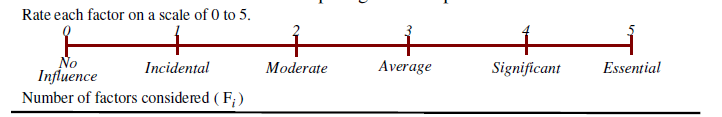 Rate each factor on a scale of 0 to 5.
0 1 2 3 4 5
No Influence Incidental Moderate Average Significant Essential
Number of factors considered ( Fi )